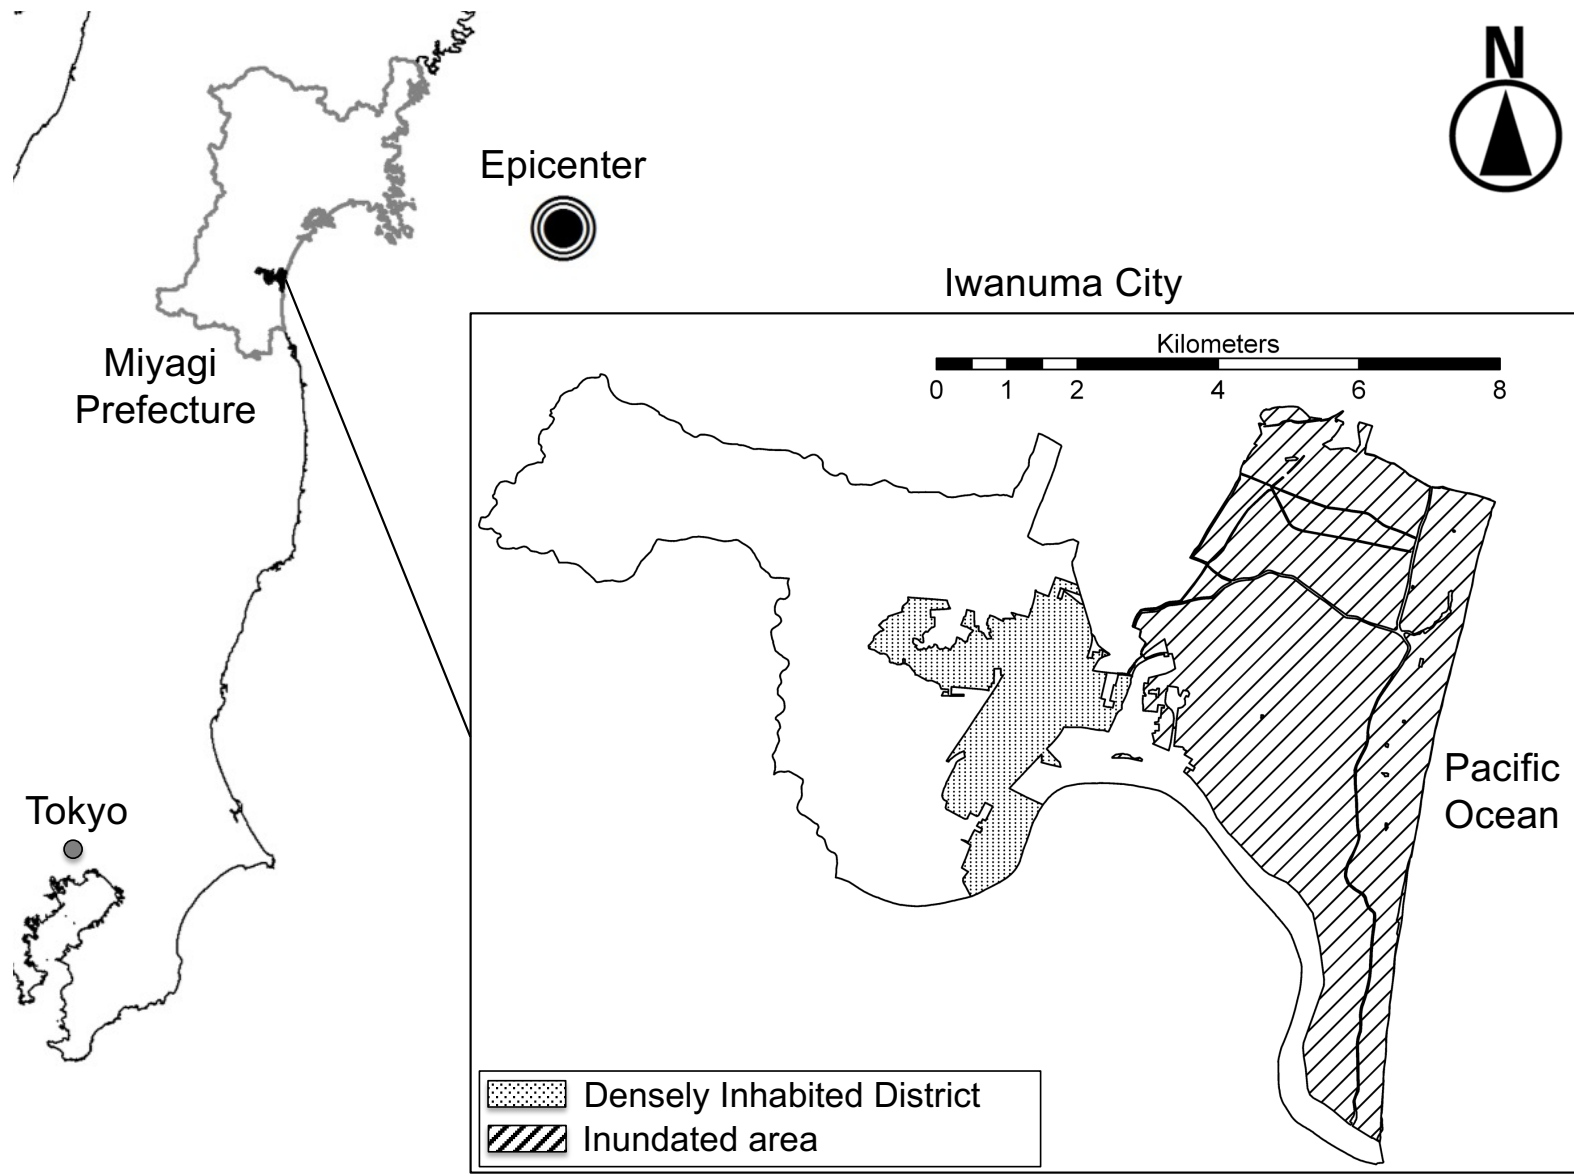 N
Epicenter
Iwanuma City
Kilometers
0 1 2 4 6 8
Miyagi
Prefecture
Pacific
Ocean
Tokyo
Densely Inhabited District
Inundated area